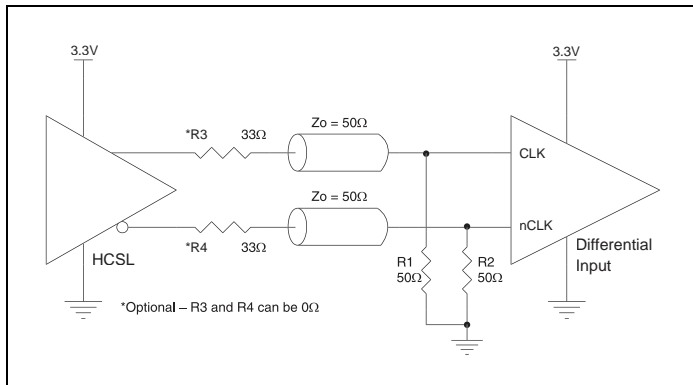 3.3V
3.3V
*R3
33Ω
Zo = 50Ω
CLK
Zo = 50Ω
nCLK
*R4
33Ω
HCSL
R1
50Ω
R2
50Ω
Differential
Input
*Optional – R3 and R4 can be 0Ω